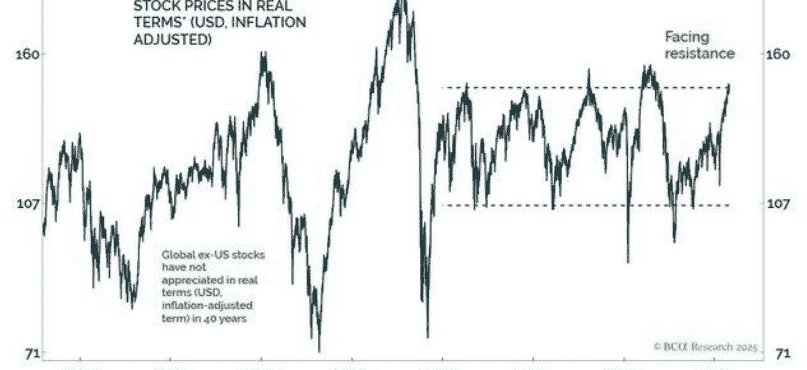 STOCK PRICES IN REAL
TERMS* (USD, INFLATION
ADJUSTED)
Facing
resistance
160
160
107
107
Global ex-US stocks
have not
appreciated in real
terms (USD,
inflation-adjusted
term) in 40 years
© BCα Research 2025
71
71